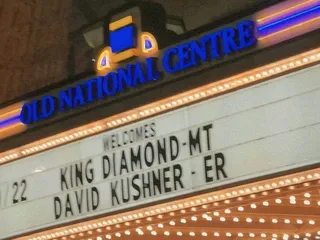 OLD NATIONAL CENTRE
WELCOMES
/22 KING DIAMOND-MT
DAVID KUSHNER - ER